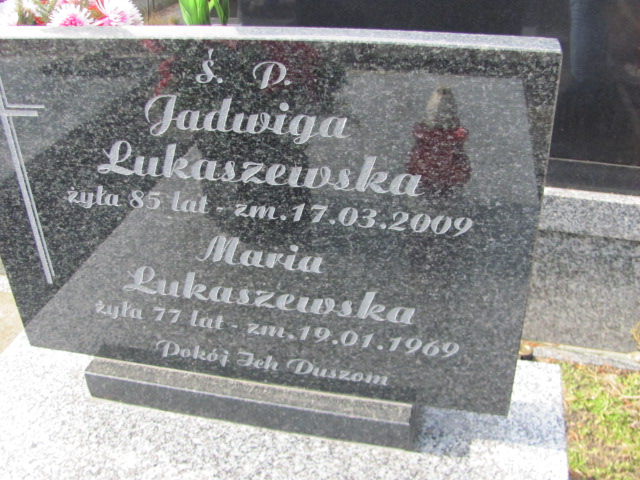 Ś. P.
Jadwiga
Łukaszewska
żyła 85 lat - zm. 17.03.2009
Maria
Łukaszewska
żyła 77 lat - zm. 19.01.1969
Pokój Ich Duszom